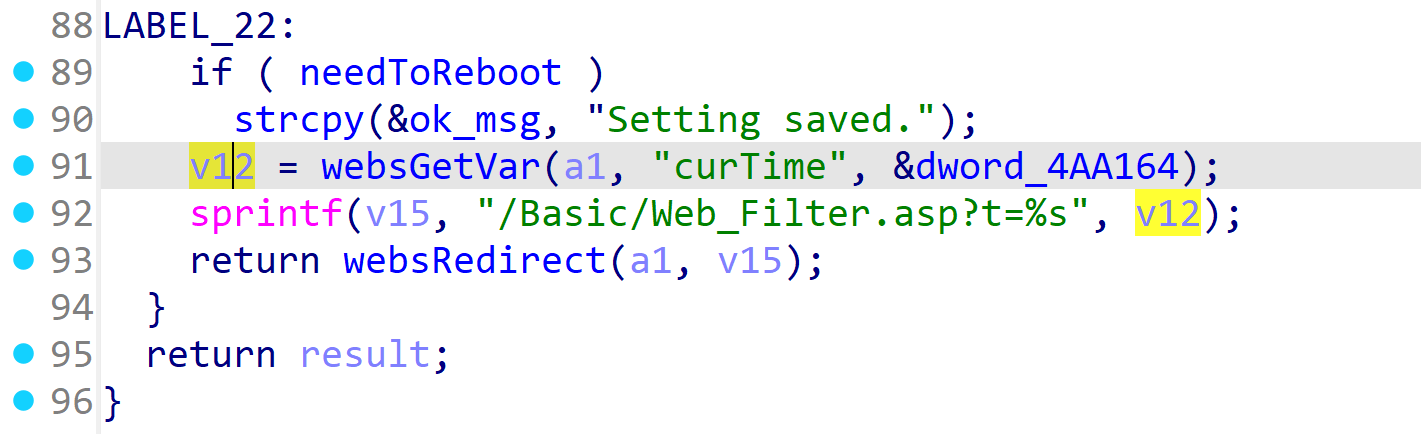 88 LABEL_22:
89 if ( needToReboot )
90 strcpy(&ok_msg, "Setting saved.");
91 v12 = websGetVar(a1, "curTime", &dword_4AA164);
92 sprintf(v15, "/Basic/Web_Filter.asp?t=%s", v12);
93 return websRedirect(a1, v15);
94 }
95 return result;
96 }